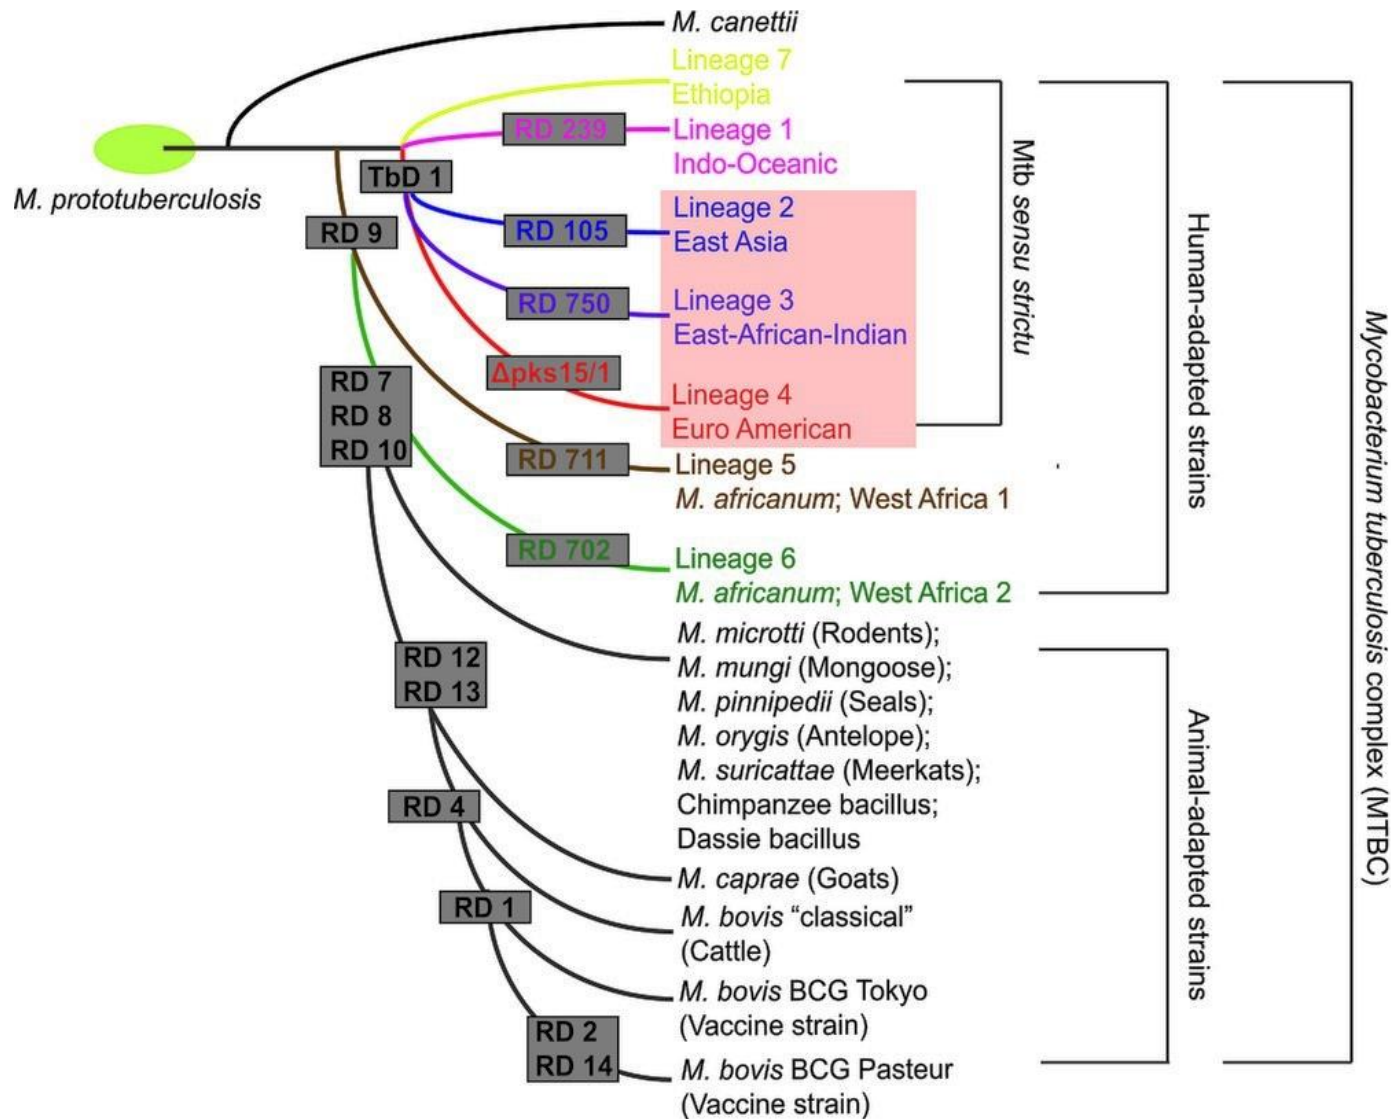 M. canettii
Lineage 7
Ethiopia
RD 239
Lineage 1
Indo-Oceanic
TbD 1
M. prototuberculosis
RD 9
Lineage 2
RD 105
East Asia
RD 750
Lineage 3
East-African-Indian
Δpks15/1
Lineage 4
Euro American
RD 7
RD 8
RD 10
RD 711
Lineage 5
M. africanum; West Africa 1
RD 702
Lineage 6
M. africanum; West Africa 2
M. microtti (Rodents);
M. mungi (Mongoose);
M. pinnipedii (Seals);
M. orygis (Antelope);
M. suricattae (Meerkats);
Chimpanzee bacillus;
Dassie bacillus
RD 12
RD 13
RD 4
M. caprae (Goats)
RD 1
M. bovis “classical”
(Cattle)
M. bovis BCG Tokyo
(Vaccine strain)
RD 2
RD 14
M. bovis BCG Pasteur
(Vaccine strain)
Mtb sensu strictu
Human-adapted strains
Animal-adapted strains
Mycobacterium tuberculosis complex (MTBC)